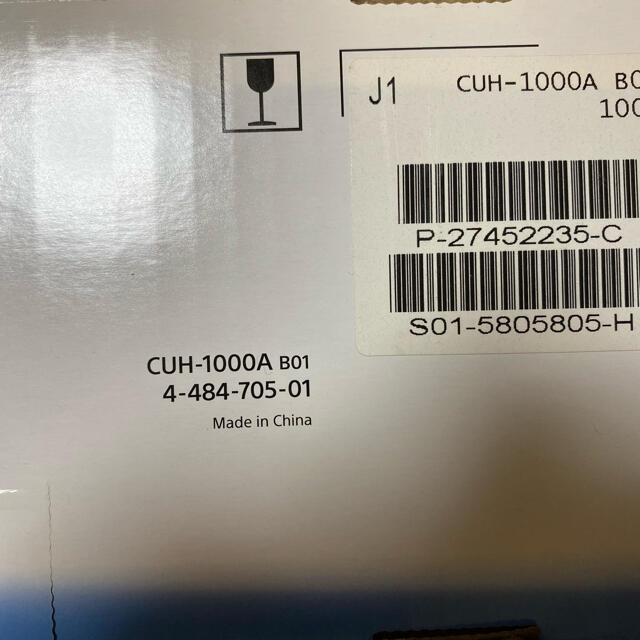 J1
CUH-1000A B0
100
P-27452235-C
S01-5805805-H
CUH-1000A B01
4-484-705-01
Made in China